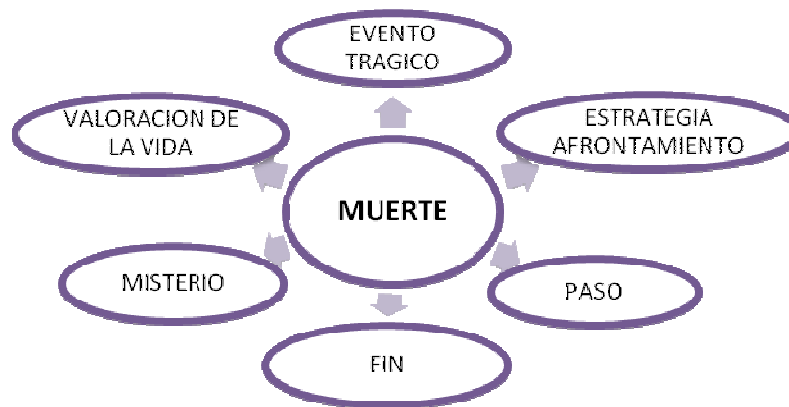 EVENTO
TRAGICO
VALORACION DE
LA VIDA
ESTRATEGIA
AFRONTAMIENTO
MUERTE
MISTERIO
PASO
FIN